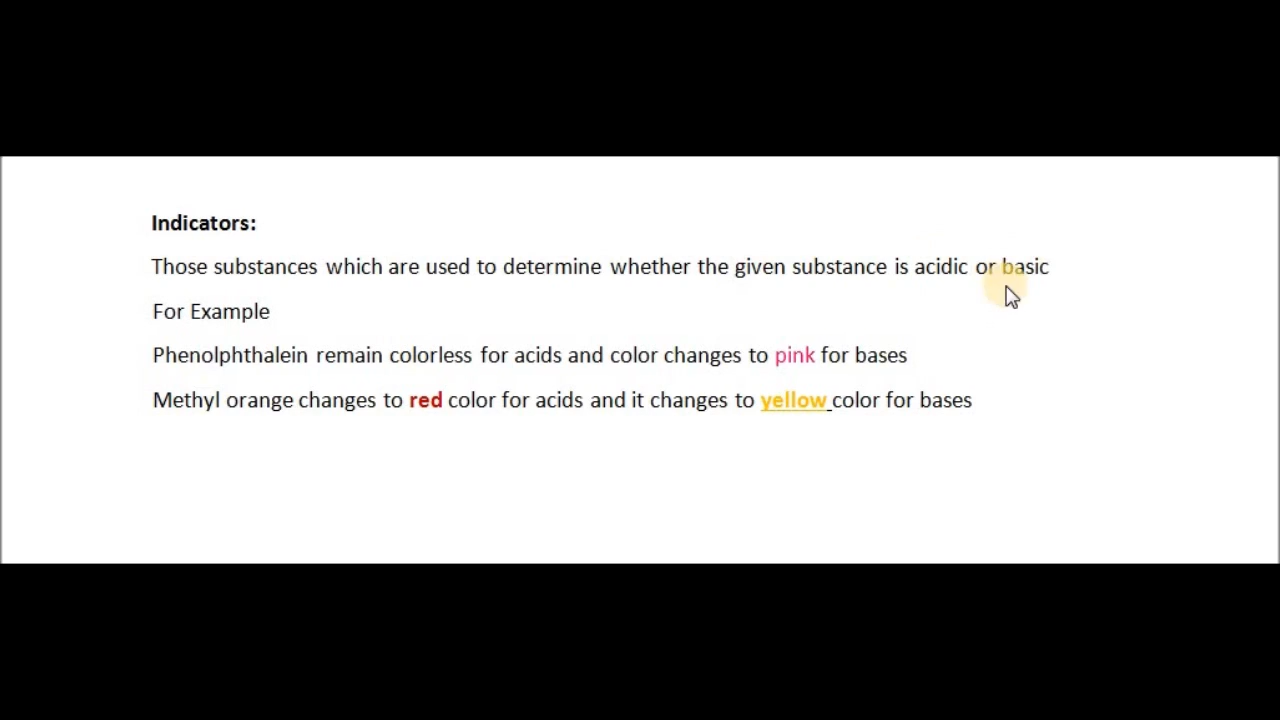 Indicators:
Those substances which are used to determine whether the given substance is acidic or basic
For Example
Phenolphthalein remain colorless for acids and color changes to pink for bases
Methyl orange changes to red color for acids and it changes to yellow color for bases